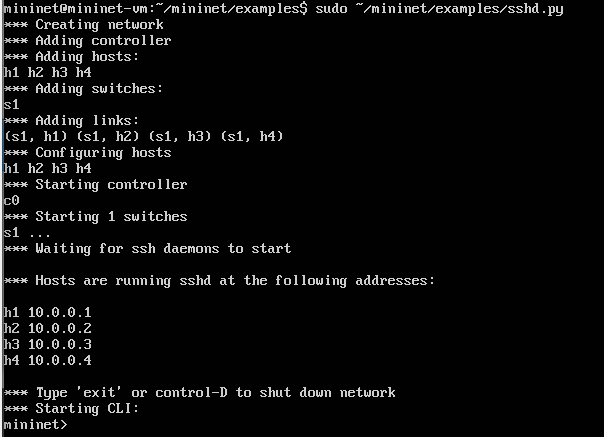 mininet@mininet-vm:~/mininet/examples$ sudo ~/mininet/examples/sshd.py
*** Creating network
*** Adding controller
*** Adding hosts:
h1 h2 h3 h4
*** Adding switches:
s1
*** Adding links:
(s1, h1) (s1, h2) (s1, h3) (s1, h4)
*** Configuring hosts
h1 h2 h3 h4
*** Starting controller
c0
*** Starting 1 switches
s1 ...
*** Waiting for ssh daemons to start
*** Hosts are running sshd at the following addresses:
h1 10.0.0.1
h2 10.0.0.2
h3 10.0.0.3
h4 10.0.0.4
*** Type 'exit' or control-D to shut down network
*** Starting CLI:
mininet>